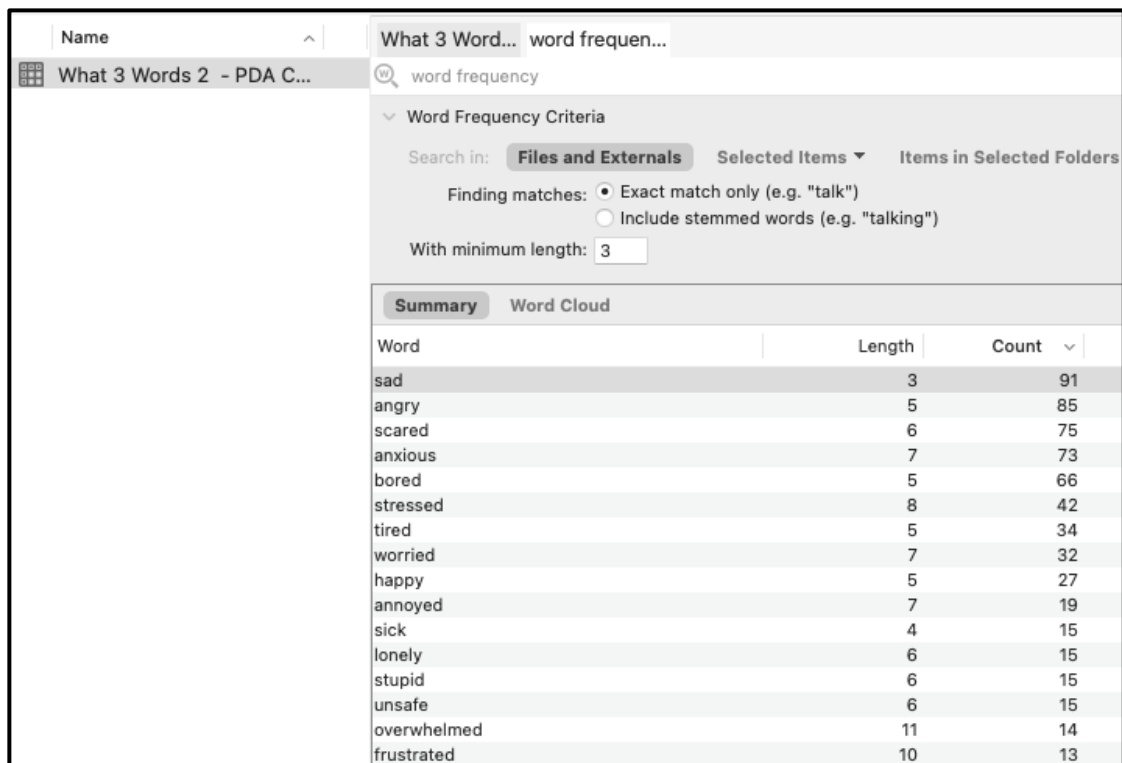 Name
What 3 Words 2 - PDA C...
What 3 Word... word frequen...
word frequency
Word Frequency Criteria
Search in: Files and Externals Selected Items Items in Selected Folders
Finding matches: Exact match only (e.g. "talk")
Include stemmed words (e.g. "talking")
With minimum length: 3
Summary Word Cloud
Word Length Count
sad 3 91
angry 5 85
scared 6 75
anxious 7 73
bored 5 66
stressed 8 42
tired 5 34
worried 7 32
happy 5 27
annoyed 7 19
sick 4 15
lonely 6 15
stupid 6 15
unsafe 6 15
overwhelmed 11 14
frustrated 10 13